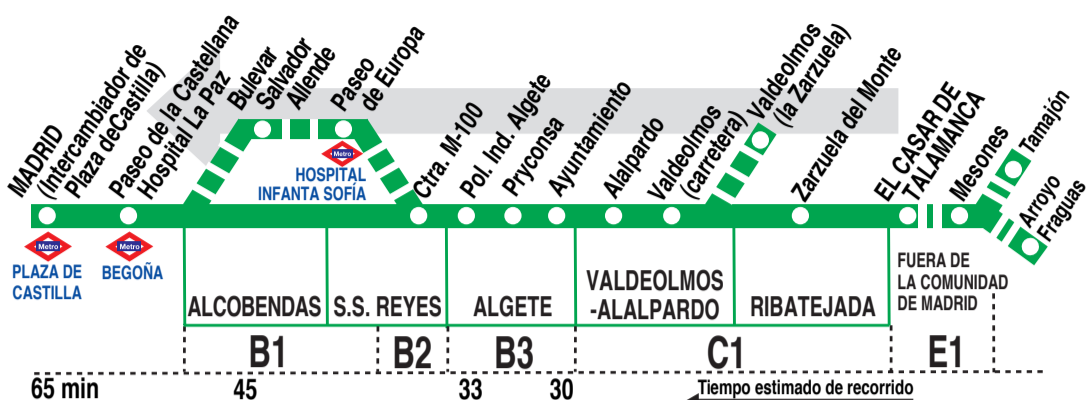 MADRID
(Intercambiador de
Plaza deCastilla)
Paseo de la Castellana
Hospital La Paz
Bulevar
Salvador
Allende
Paseo
de Europa
Ctra. M-100
Pol. Ind. Algete
Pryconsa
Ayuntamiento
Alalpardo
Valdeolmos
(carretera)
Valdeolmos
(la Zarzuela)
Zarzuela del Monte
EL CASAR DE
TALAMANCA
Mesones
Tamajón
Arroyo
Fraguas
Metro
HOSPITAL
INFANTA SOFÍA
Metro
PLAZA DE
CASTILLA
Metro
BEGOÑA
ALCOBENDAS
S.S. REYES
ALGETE
VALDEOLMOS
-ALALPARDO
RIBATEJADA
FUERA DE
LA COMUNIDAD
DE MADRID
B1
B2
B3
C1
E1
65 min
45
33
30
Tiempo estimado de recorrido